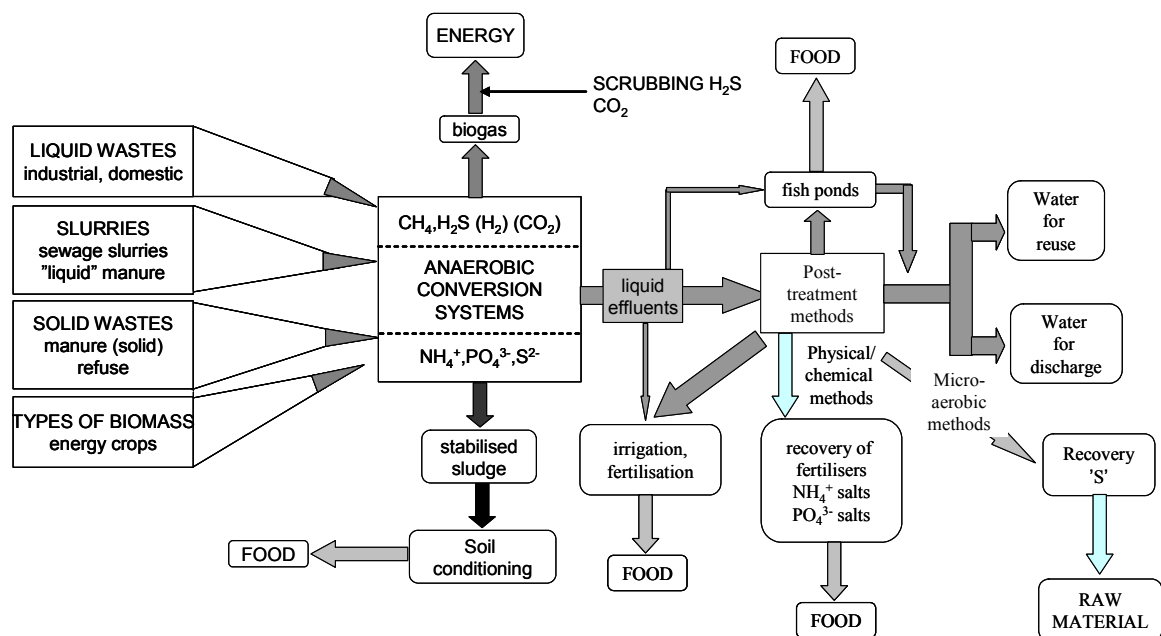 ENERGY
SCRUBBING H₂S
CO₂
biogas
LIQUID WASTES
industrial, domestic
SLURRIES
sewage slurries
”liquid” manure
SOLID WASTES
manure (solid)
refuse
TYPES OF BIOMASS
energy crops
CH₄,H₂S (H₂) (CO₂)
ANAEROBIC
CONVERSION
SYSTEMS
NH₄⁺,PO₄³⁻,S²⁻
stabilised
sludge
Soil
conditioning
FOOD
liquid
effluents
FOOD
fish ponds
Post-
treatment
methods
Water
for
reuse
Water
for
discharge
Physical/
chemical
methods
Micro-
aerobic
methods
irrigation,
fertilisation
FOOD
recovery
of
fertilisers
NH₄⁺ salts
PO₄³⁻ salts
FOOD
Recovery
'S'
RAW
MATERIAL